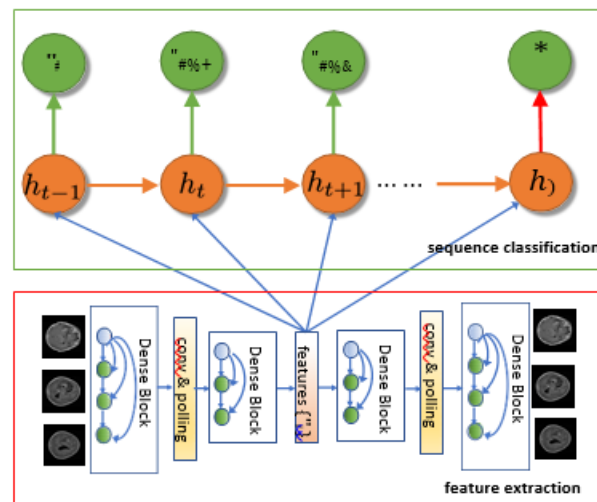 "#
"#%+
"#%&
*
h_{t-1}
h_t
h_{t+1}
... ...
h_)
sequence classification
Dense Block
conv & polling
Dense Block
features {" }
Dense Block
conv & polling
Dense Block
feature extraction